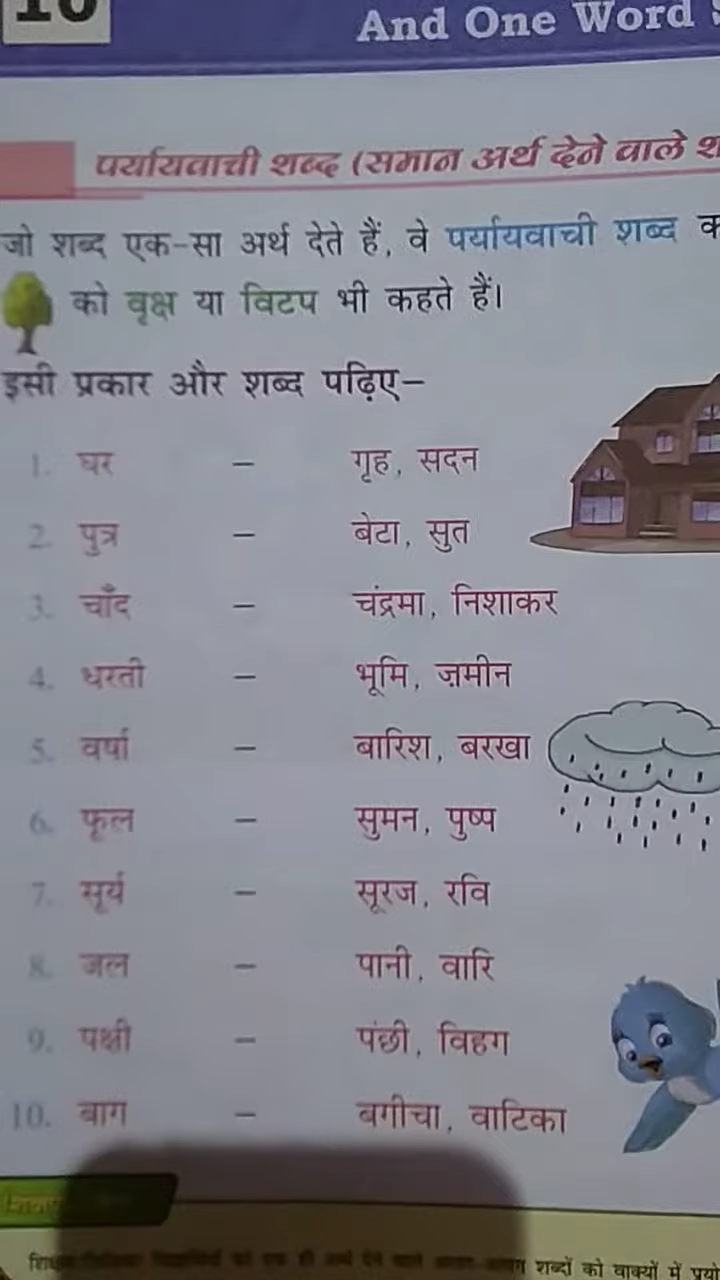 10
And One Word
पर्यायवाची शब्द (समान अर्थ देने वाले
जो शब्द एक-सा अर्थ देते हैं, वे पर्यायवाची शब्द
को वृक्ष या विटप भी कहते हैं।
इसी प्रकार और शब्द पढ़िए–
1. घर – गृह, सदन
2. पुत्र – बेटा, सुत
3. चाँद – चंद्रमा, निशाकर
4. धरती – भूमि, ज़मीन
5. वर्षा – बारिश, बरखा
6. फूल – सुमन, पुष्प
7. सूर्य – सूरज, रवि
8. जल – पानी, वारि
9. पक्षी – पंछी, विहग
10. बाग – बगीचा, वाटिका
शब्दों को वाक्यों में